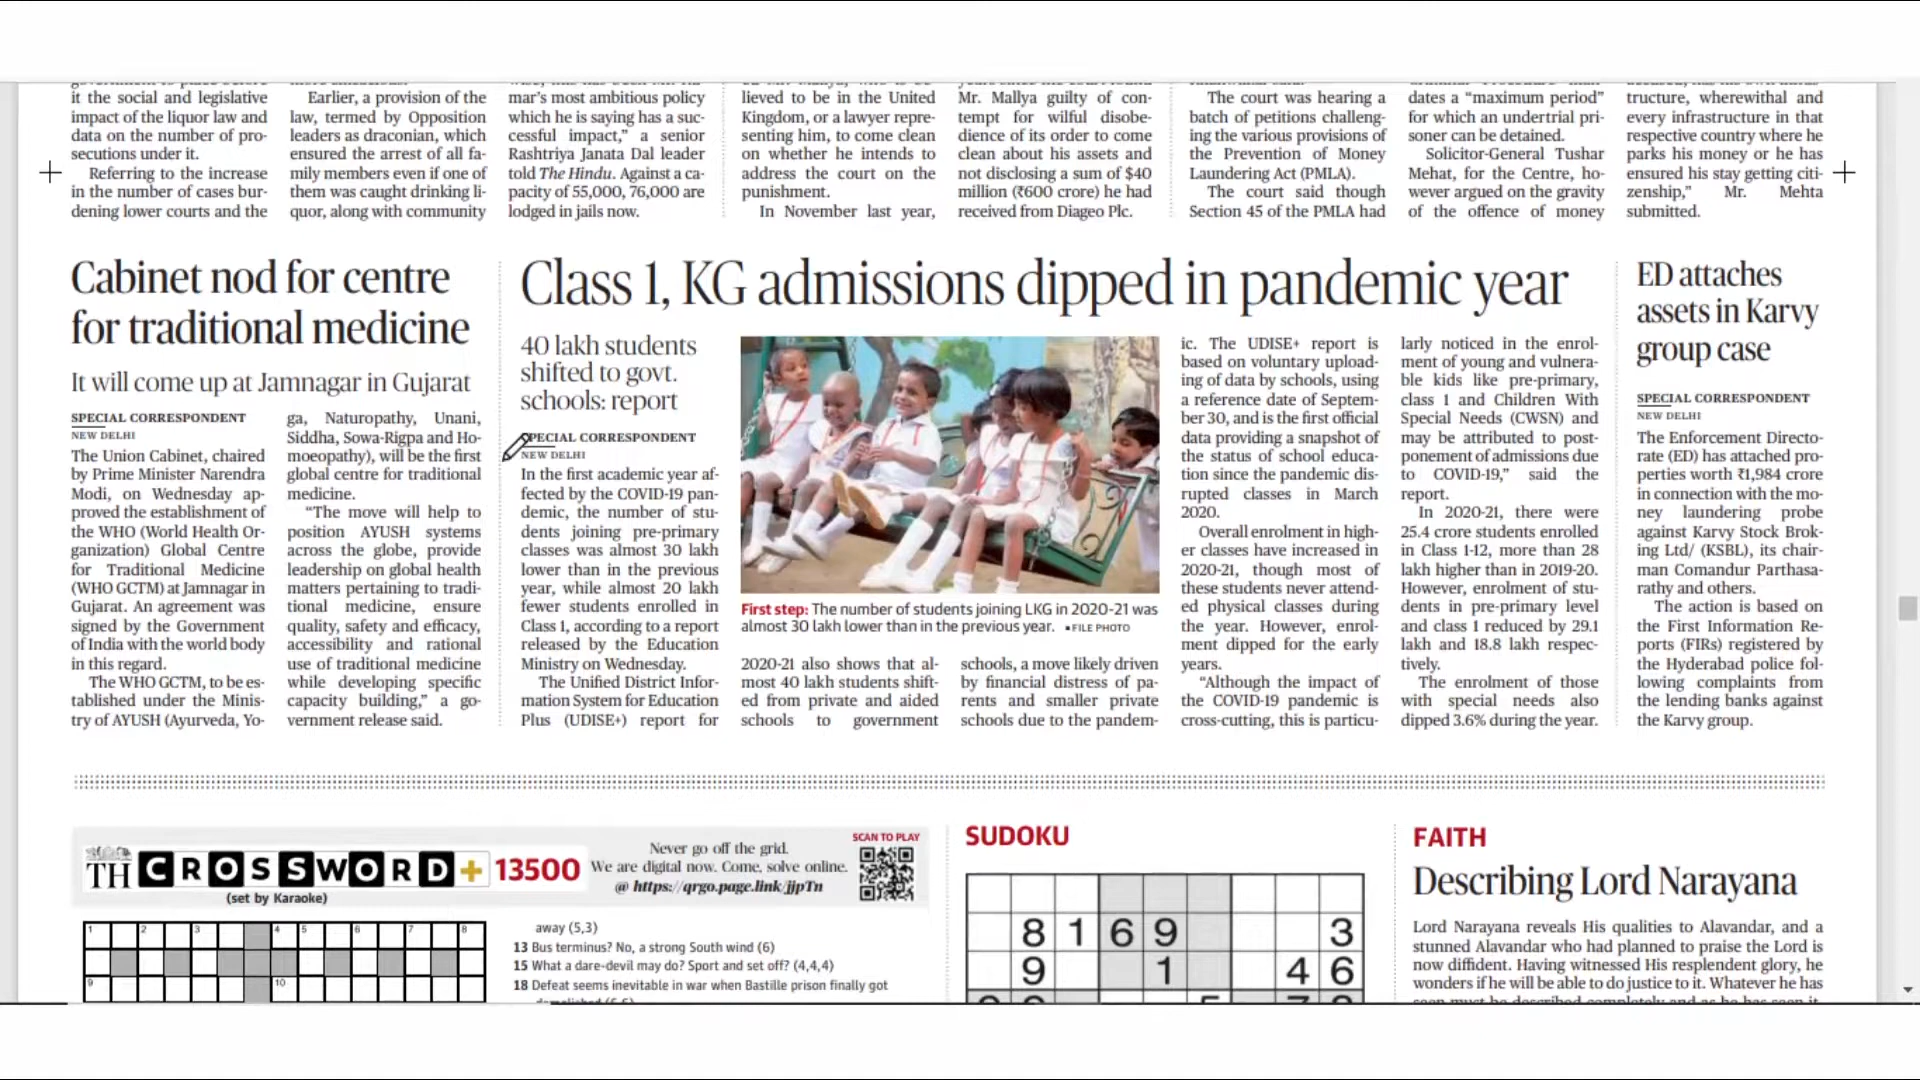 it the social and legislative
impact of the liquor law and
data on the number of pro-
secutions under it.
Referring to the increase
in the number of cases bur-
dening lower courts and the
Earlier, a provision of the
law, termed by Opposition
leaders as draconian, which
ensured the arrest of all fa-
mily members even if one of
them was caught drinking li-
quor, along with community
mar's most ambitious policy
which he is saying has a suc-
cessful impact," a senior
Rashtriya Janata Dal leader
told The Hindu. Against a ca-
pacity of 55,000, 76,000 are
lodged in jails now.
lieved to be in the United
Kingdom, or a lawyer repre-
senting him, to come clean
on whether he intends to
address the court on the
punishment.
In November last year,
Mr. Mallya guilty of con-
tempt for wilful disobe-
dience of its order to come
clean about his assets and
not disclosing a sum of $40
million (₹600 crore) he had
received from Diageo Plc.
The court was hearing a
batch of petitions challeng-
ing the various provisions of
the Prevention of Money
Laundering Act (PMLA).
The court said though
Section 45 of the PMLA had
dates a “maximum period”
for which an undertrial pri-
soner can be detained.
Solicitor-General Tushar
Mehat, for the Centre, ho-
wever argued on the gravity
of the offence of money
tructure, wherewithal and
every infrastructure in that
respective country where he
parks his money or he has
ensured his stay getting citi-
zenship,” Mr. Mehta
submitted.
Cabinet nod for centre
for traditional medicine
It will come up at Jamnagar in Gujarat
SPECIAL CORRESPONDENT
NEW DELHI
The Union Cabinet, chaired
by Prime Minister Narendra
Modi, on Wednesday ap-
proved the establishment of
the WHO (World Health Or-
ganization) Global Centre
for Traditional Medicine
(WHO GCTM) at Jamnagar in
Gujarat. An agreement was
signed by the Government
of India with the world body
in this regard.
The WHO GCTM, to be es-
tablished under the Minis-
try of AYUSH (Ayurveda, Yo-
ga, Naturopathy, Unani,
Siddha, Sowa-Rigpa and Ho-
moeopathy), will be the first
global centre for traditional
medicine.
“The move will help to
position AYUSH systems
across the globe, provide
leadership on global health
matters pertaining to tradi-
tional medicine, ensure
quality, safety and efficacy,
accessibility and rational
use of traditional medicine
while developing specific
capacity building,” a go-
vernment release said.
Class 1, KG admissions dipped in pandemic year
40 lakh students
shifted to govt.
schools: report
SPECIAL CORRESPONDENT
NEW DELHI
In the first academic year af-
fected by the COVID-19 pan-
demic, the number of stu-
dents joining pre-primary
classes was almost 30 lakh
lower than in the previous
year, while almost 20 lakh
fewer students enrolled in
Class 1, according to a report
released by the Education
Ministry on Wednesday.
The Unified District Infor-
mation System for Education
Plus (UDISE+) report for
First step: The number of students joining LKG in 2020-21 was
almost 30 lakh lower than in the previous year. ▪FILE PHOTO
2020-21 also shows that al-
most 40 lakh students shift-
ed from private and aided
schools to government
schools, a move likely driven
by financial distress of pa-
rents and smaller private
schools due to the pandem-
ic. The UDISE+ report is
based on voluntary upload-
ing of data by schools, using
a reference date of Septem-
ber 30, and is the first official
data providing a snapshot of
the status of school educa-
tion since the pandemic dis-
rupted classes in March
2020.
Overall enrolment in high-
er classes have increased in
2020-21, though most of
these students never attend-
ed physical classes during
the year. However, enrol-
ment dipped for the early
years.
“Although the impact of
the COVID-19 pandemic is
cross-cutting, this is particu-
larly noticed in the enrol-
ment of young and vulnera-
ble kids like pre-primary,
class 1 and Children With
Special Needs (CWSN) and
may be attributed to post-
ponement of admissions due
to COVID-19,” said the
report.
In 2020-21, there were
25.4 crore students enrolled
in Class 1-12, more than 28
lakh higher than in 2019-20.
However, enrolment of stu-
dents in pre-primary level
and class 1 reduced by 29.1
lakh and 18.8 lakh respec-
tively.
The enrolment of those
with special needs also
dipped 3.6% during the year.
ED attaches
assets in Karvy
group case
SPECIAL CORRESPONDENT
NEW DELHI
The Enforcement Directo-
rate (ED) has attached pro-
perties worth ₹1,984 crore
in connection with the mo-
ney laundering probe
against Karvy Stock Brok-
ing Ltd/ (KSBL), its chair-
man Comandur Parthasa-
rathy and others.
The action is based on
the First Information Re-
ports (FIRs) registered by
the Hyderabad police fol-
lowing complaints from
the lending banks against
the Karvy group.
TH CROSSWORD+ 13500
(set by Karaoke)
Never go off the grid.
We are digital now. Come, solve online.
@ https://qrgo.page.link/jjpTn
SCAN TO PLAY
1 2 3 4 5 6 7 8
9 10
away (5,3)
13 Bus terminus? No, a strong South wind (6)
15 What a dare-devil may do? Sport and set off? (4,4,4)
18 Defeat seems inevitable in war when Bastille prison finally got
SUDOKU
8 1 6 9 3
9 1 4 6
FAITH
Describing Lord Narayana
Lord Narayana reveals His qualities to Alavandar, and a
stunned Alavandar who had planned to praise the Lord is
now diffident. Having witnessed His resplendent glory, he
wonders if he will be able to do justice to it. Whatever he has